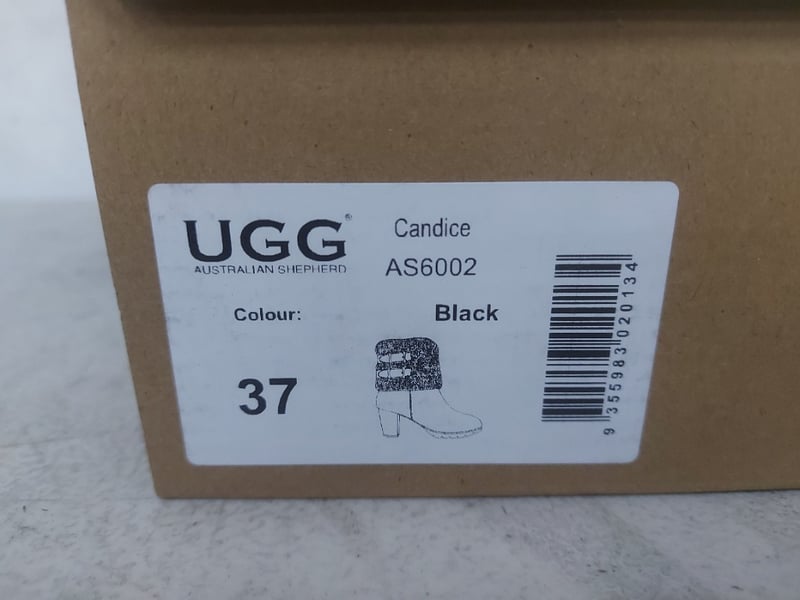 UGG®
AUSTRALIAN SHEPHERD
Candice
AS6002
Colour:
Black
37
9 355983 020134